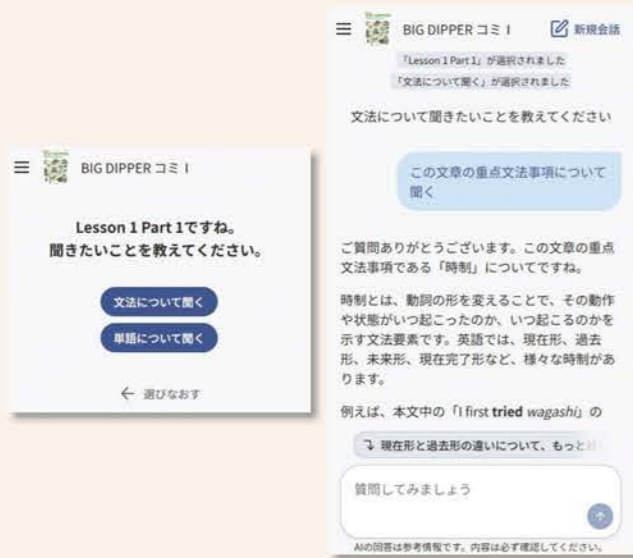 BIG DIPPER コミ Ⅰ
Lesson 1 Part 1ですね。
聞きたいことを教えてください。
文法について聞く
単語について聞く
← 選びなおす
BIG DIPPER コミ Ⅰ
新規会話
「Lesson 1 Part 1」が選択されました
「文法について聞く」が選択されました
文法について聞きたいことを教えてください
この文章の重点文法事項について
聞く
ご質問ありがとうございます。この文章の重点
文法事項である「時制」についてですね。
時制とは、動詞の形を変えることで、その動作
や状態がいつ起こったのか、いつ起こるのかを
示す文法要素です。英語では、現在形、過去
形、未来形、現在完了形など、様々な時制があ
ります。
例えば、本文中の「I first tried wagashi」の
現在形と過去形の違いについて、もっと
質問してみましょう
AIの回答は参考情報です。内容は必ず確認してください。